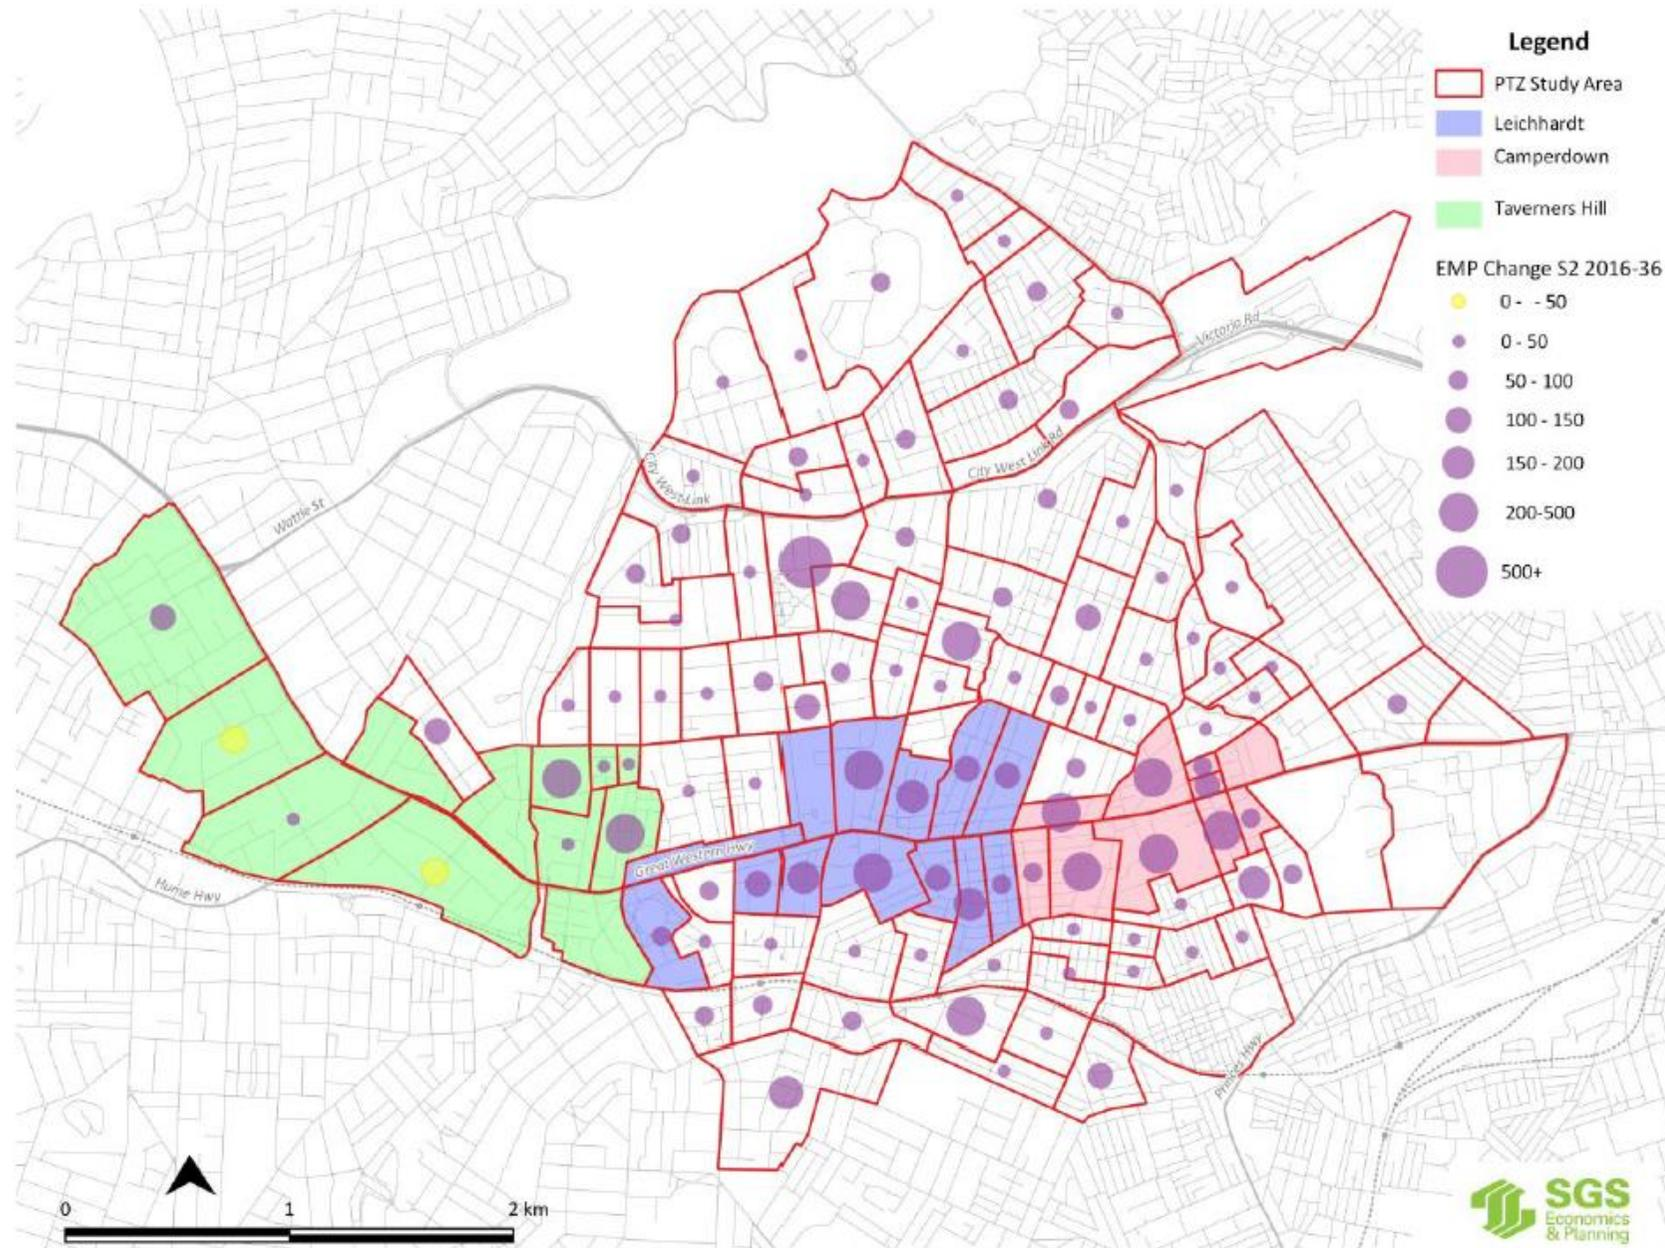 Legend
PTZ Study Area
Leichhardt
Camperdown
Taverners Hill
EMP Change S2 2016-36
0 - - 50
0 - 50
50 - 100
100 - 150
150 - 200
200-500
500+
Victoria Rd
City West Link Rd
City West Link
Wattle St
Great Western Hwy
Hume Hwy
Princes Hwy
0 1 2 km
SGS
Economics
& Planning